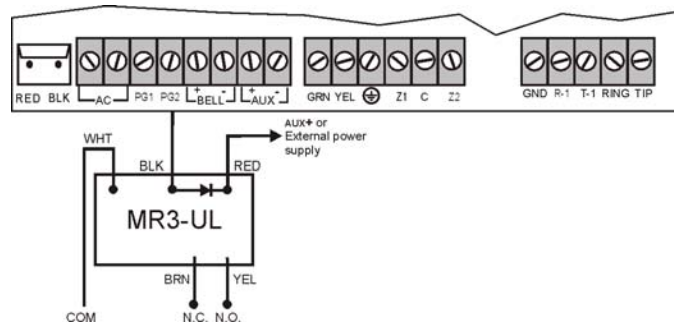 + - + -
RED BLK AC PG1 PG2 BELL AUX GRN YEL Z1 C Z2 GND R-1 T-1 RING TIP
AUX+ or
External power
supply
WHT
BLK RED
MR3-UL
BRN YEL
COM N.C. N.O.